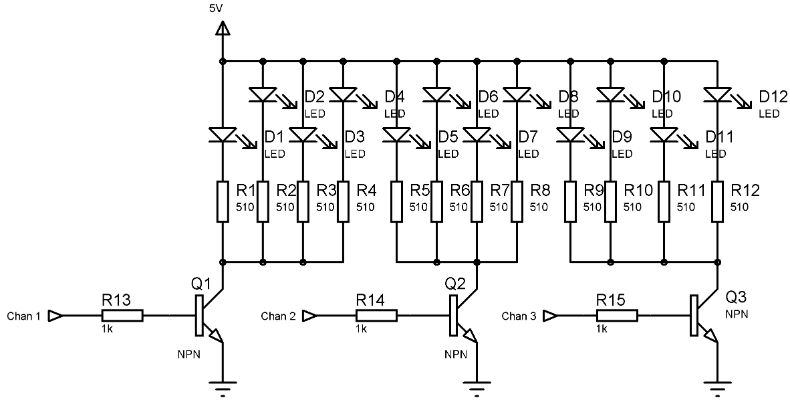 5V
D2 D4 D6 D8 D10 D12
LED LED LED LED LED LED
D1 D3 D5 D7 D9 D11
LED LED LED LED LED LED
R1 R2 R3 R4 R5 R6 R7 R8 R9 R10 R11 R12
510 510 510 510 510 510 510 510 510 510 510 510
Q1 Q2 Q3
R13 R14 R15
Chan 1 Chan 2 Chan 3 NPN
1k 1k 1k
NPN NPN